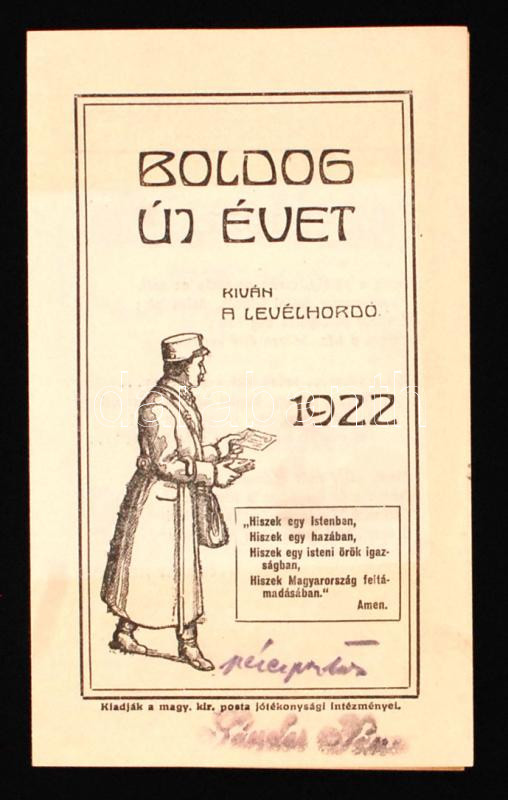 BOLDOG
ÚJ ÉVET
KIVÁN
A LEVÉLHORDÓ.
1922
„Hiszek egy Istenban,
Hiszek egy hazában,
Hiszek egy isteni örök igaz-
ságban,
Hiszek Magyarország feltá-
madásában."
Amen.
Kiadják a magy. kir. posta jótékonysági intézményei.